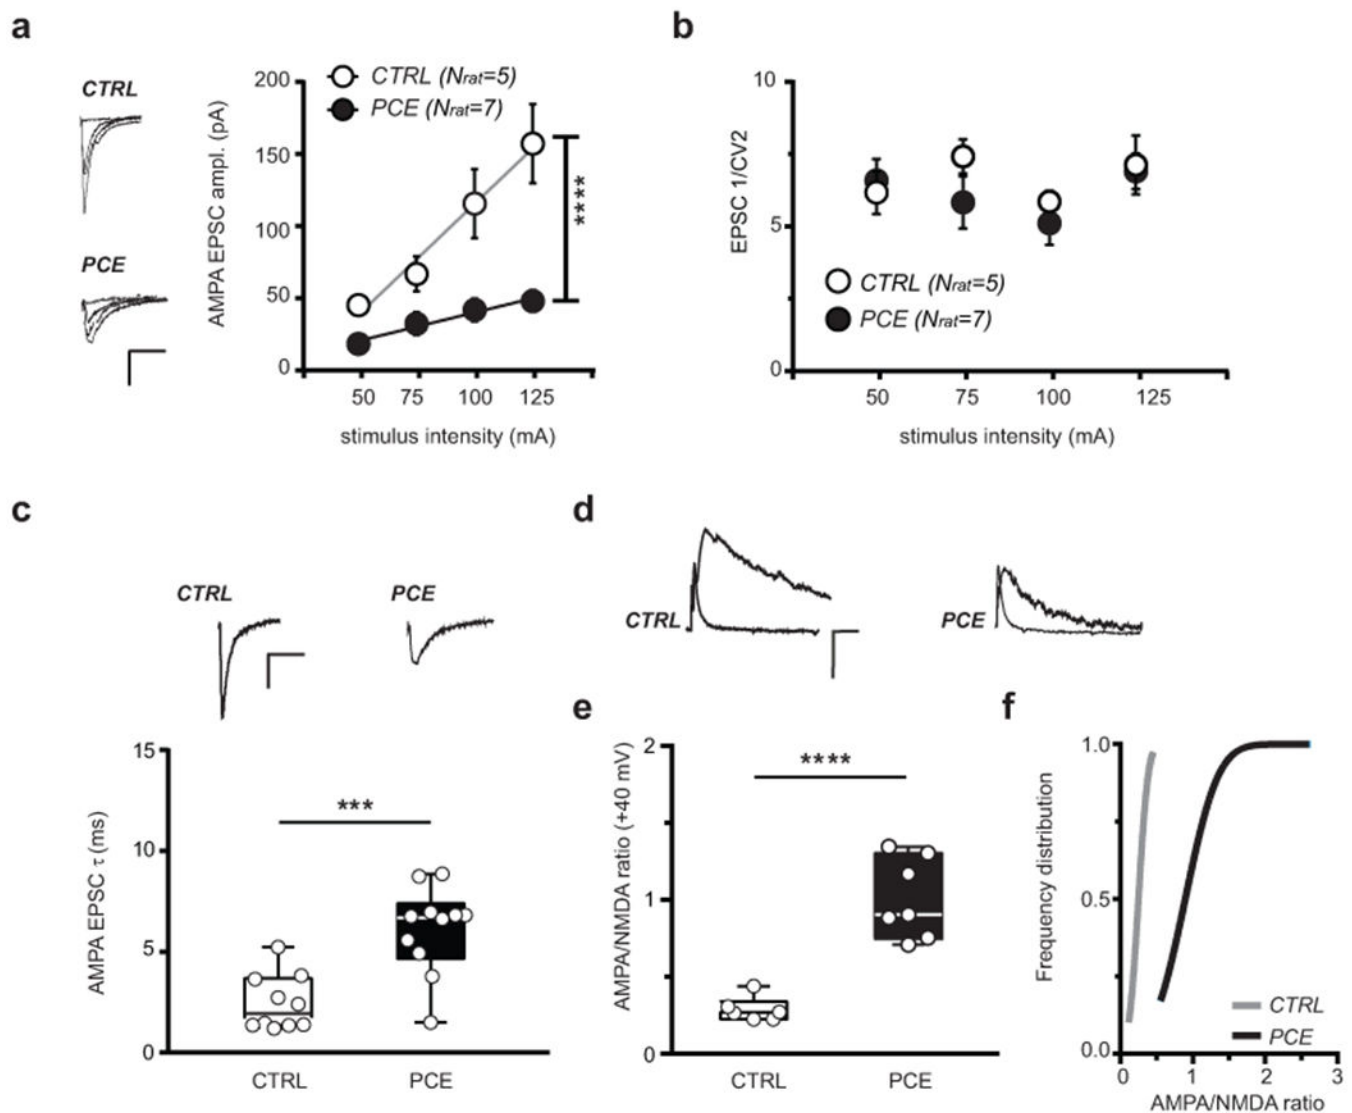 a
CTRL
PCE
AMPA EPSC ampl. (pA)
200
150
100
50
0
CTRL (Nrat=5)
PCE (Nrat=7)
****
50 75 100 125
stimulus intensity (mA)
b
EPSC 1/CV2
10
5
0
CTRL (Nrat=5)
PCE (Nrat=7)
50 75 100 125
stimulus intensity (mA)
c
CTRL PCE
AMPA EPSC τ (ms)
15
10
5
0
***
CTRL PCE
d
CTRL
PCE
e
AMPA/NMDA ratio (+40 mV)
2
1
0
****
CTRL PCE
f
Frequency distribution
1.0
0.5
0.0
CTRL
PCE
0 1 2 3
AMPA/NMDA ratio